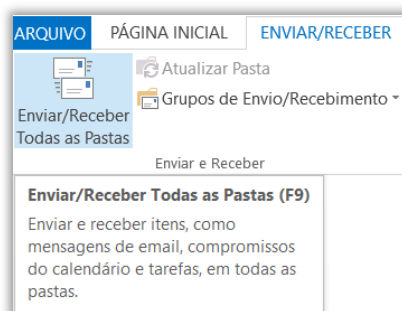 ARQUIVO PÁGINA INICIAL ENVIAR/RECEBER
Atualizar Pasta
Grupos de Envio/Recebimento
Enviar/Receber
Todas as Pastas
Enviar e Receber
Enviar/Receber Todas as Pastas (F9)
Enviar e receber itens, como
mensagens de email, compromissos
do calendário e tarefas, em todas as
pastas.